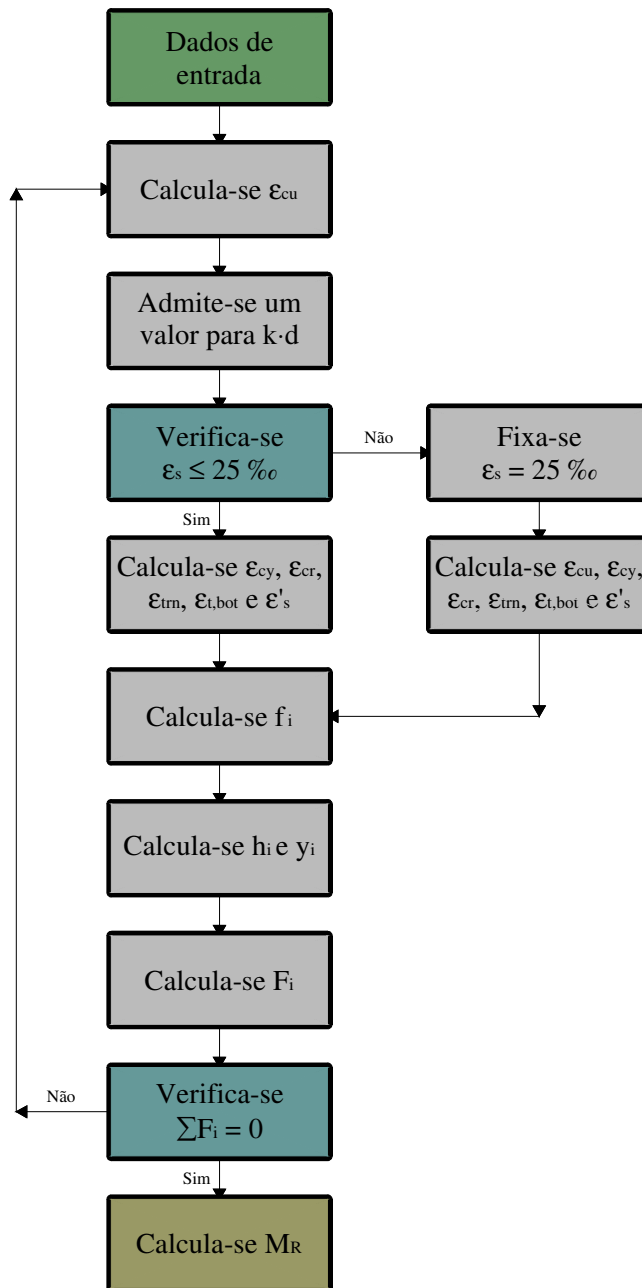 Dados de
entrada
Calcula-se εcu
Admite-se um
valor para k·d
Verifica-se
εs ≤ 25 ‰
Não
Fixa-se
εs = 25 ‰
Sim
Calcula-se εcy, εcr,
εtrn, εt,bot e ε's
Calcula-se εcu, εcy,
εcr, εtrn, εt,bot e ε's
Calcula-se fi
Calcula-se hi e yi
Calcula-se Fi
Não
Verifica-se
∑Fi = 0
Sim
Calcula-se MR